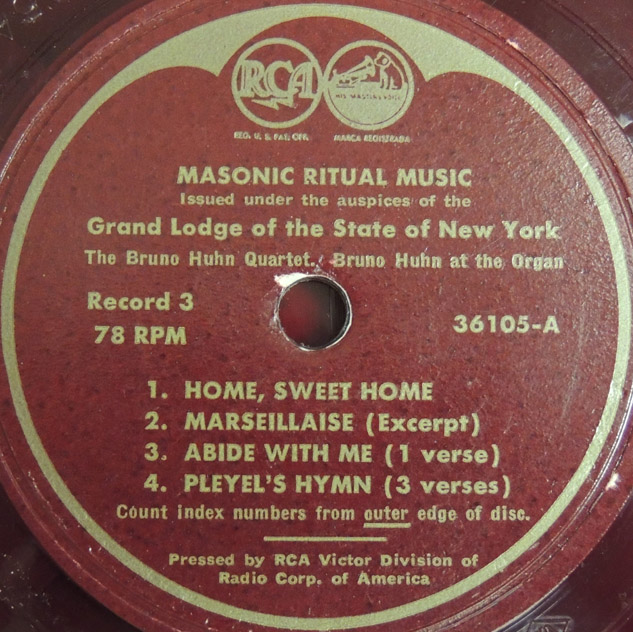 RCA
HIS MASTER'S VOICE
REG. U. S. PAT. OFF.
MARCA REGISTRADA
MASONIC RITUAL MUSIC
Issued under the auspices of the
Grand Lodge of the State of New York
The Bruno Huhn Quartet. Bruno Huhn at the Organ
Record 3
78 RPM
36105-A
1. HOME, SWEET HOME
2. MARSEILLAISE (Excerpt)
3. ABIDE WITH ME (1 verse)
4. PLEYEL'S HYMN (3 verses)
Count index numbers from outer edge of disc.
Pressed by RCA Victor Division of
Radio Corp. of America